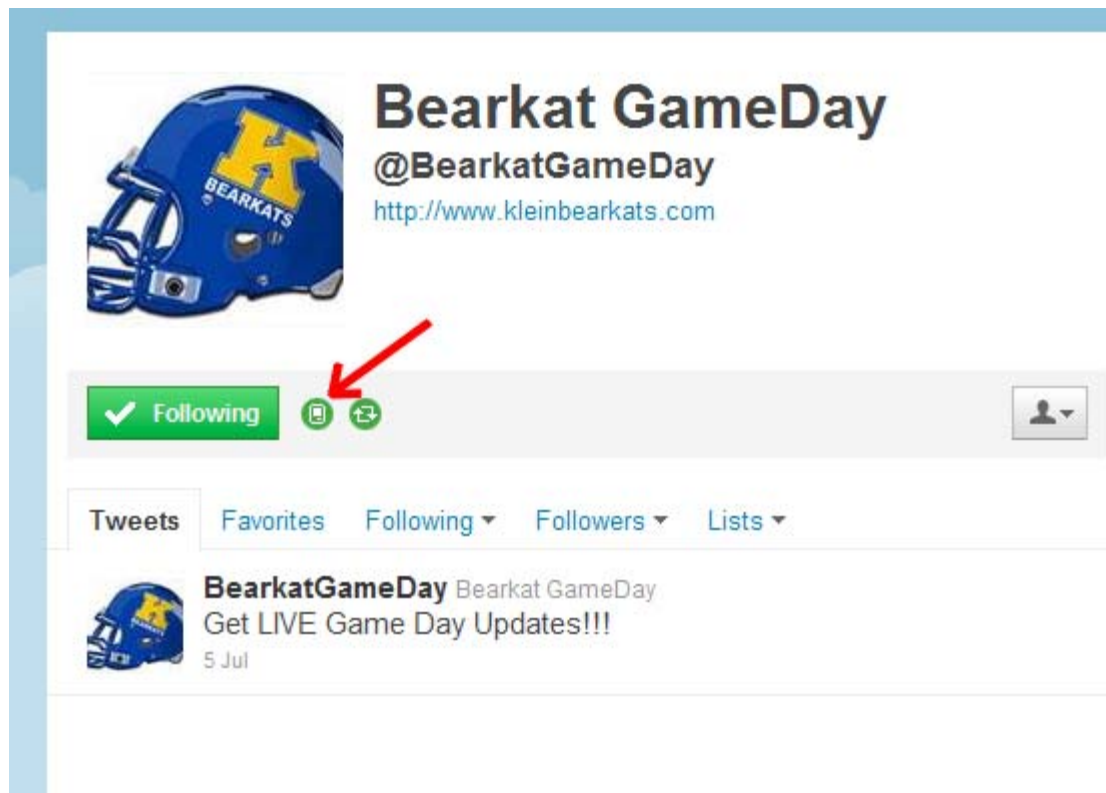 Bearkat GameDay
@BearkatGameDay
http://www.kleinbearkats.com
K
BEARKATS
Following
Tweets Favorites Following Followers Lists
BearkatGameDay Bearkat GameDay
Get LIVE Game Day Updates!!!
5 Jul
K